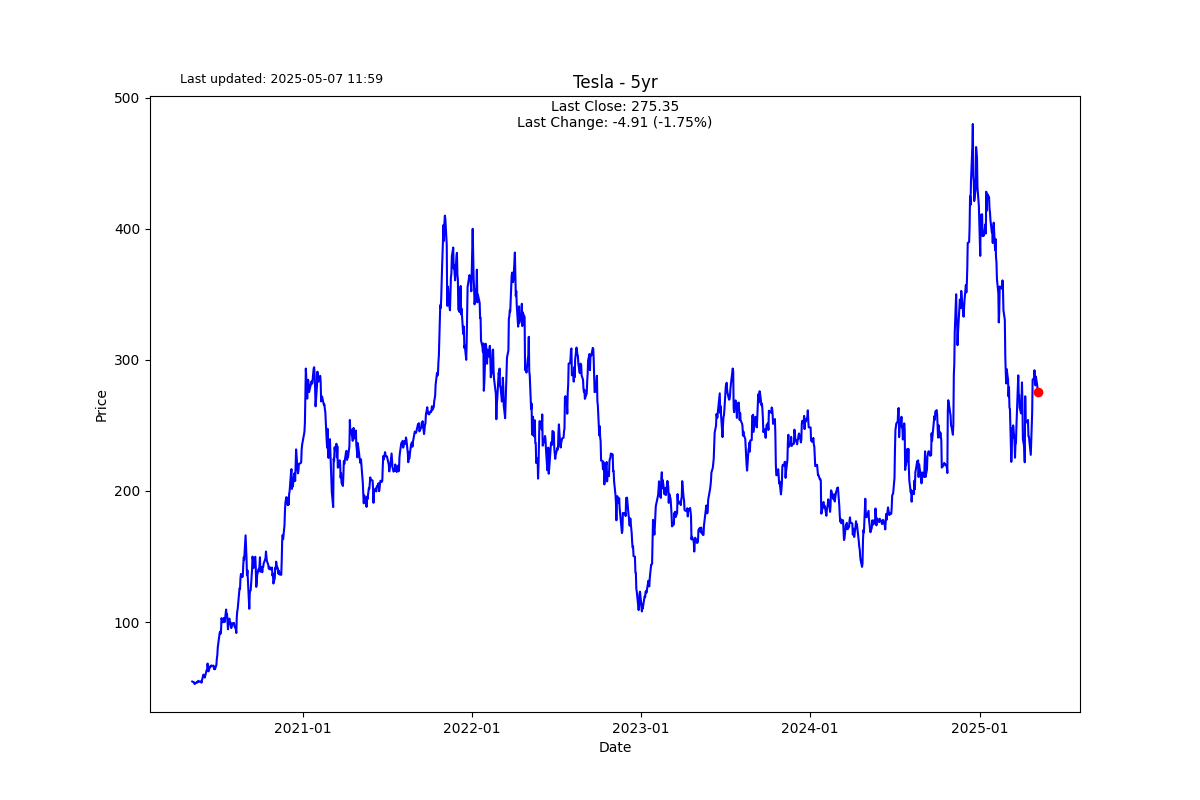 Last updated: 2025-05-07 11:59
Tesla - 5yr
Last Close: 275.35
Last Change: -4.91 (-1.75%)
500
400
300
200
100
Price
2021-01
2022-01
2023-01
2024-01
2025-01
Date